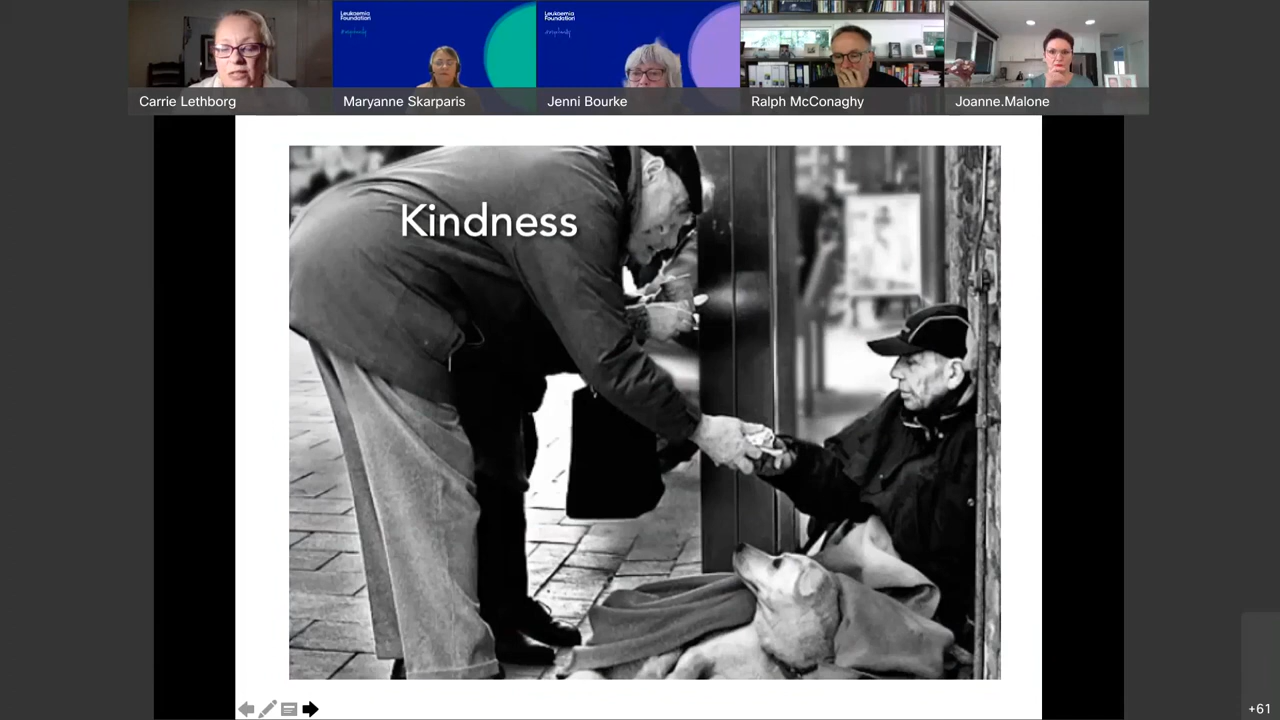 Leukaemia
Foundation
Leukaemia
Foundation
Carrie Lethborg
Maryanne Skarparis
Jenni Bourke
Ralph McConaghy
Joanne.Malone
Kindness
+61